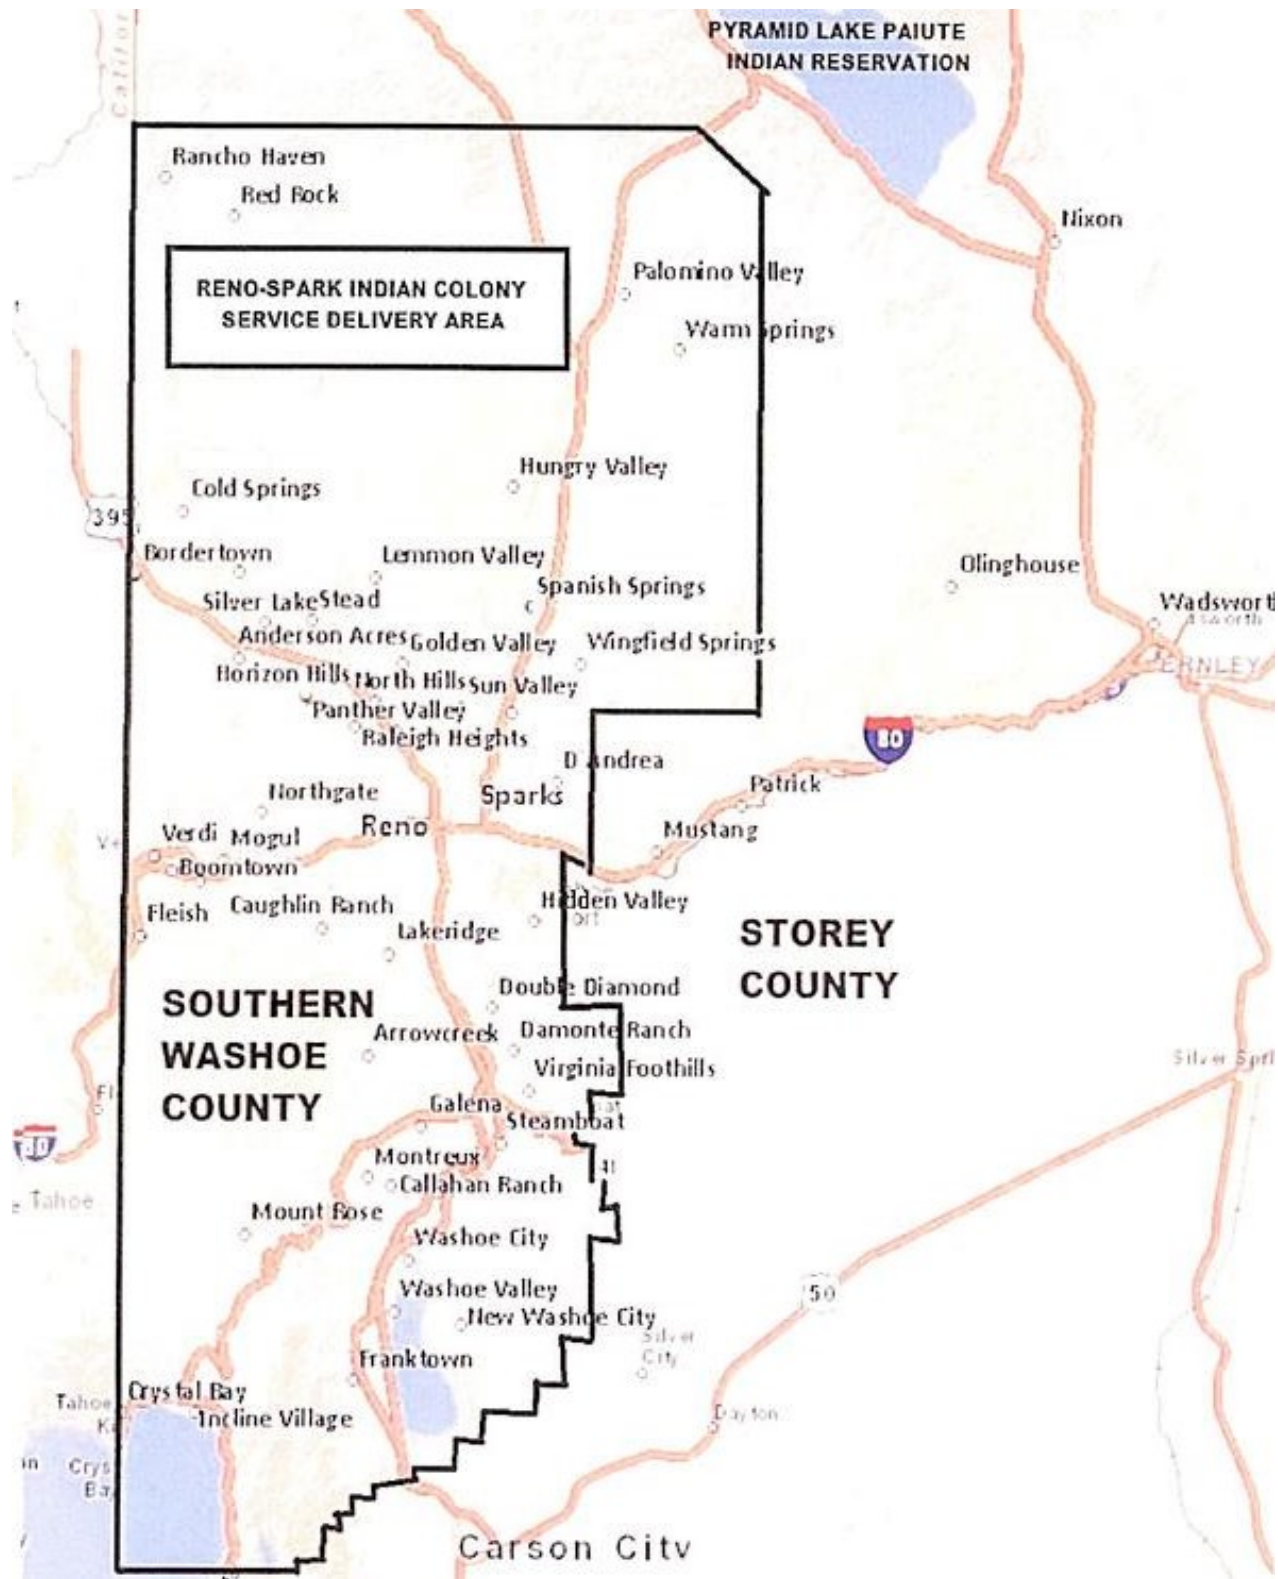 PYRAMID LAKE PAIUTE
INDIAN RESERVATION
Rancho Haven
Red Rock
Nixon
RENO-SPARK INDIAN COLONY
SERVICE DELIVERY AREA
Palomino Valley
Warm Springs
Hungry Valley
Cold Springs
395
Bordertown
Lemmon Valley
Olinghouse
Spanish Springs
Silver Lake
Stead
Anderson Acres
Golden Valley
Wingfield Springs
Horizon Hills
North Hills
Sun Valley
Panther Valley
Raleigh Heights
ERNLEY
80
D Andrea
Patrick
Northgate
Sparks
Reno
Mustang
Verdi
Mogul
Boomtown
Hidden Valley
Fleish
Caughlin Ranch
Lakeridge
STOREY
COUNTY
Double Diamond
SOUTHERN
WASHOE
COUNTY
Arrowcreek
Damonte Ranch
Virginia Foothills
Galena
Steamboat
80
Montreux
Callahan Ranch
Tahoe
Mount Rose
Washoe City
Washoe Valley
New Washoe City
50
Silver
City
Franktown
Crystal Bay
Tahoe
Incline Village
Dayton
Crys
Carson City